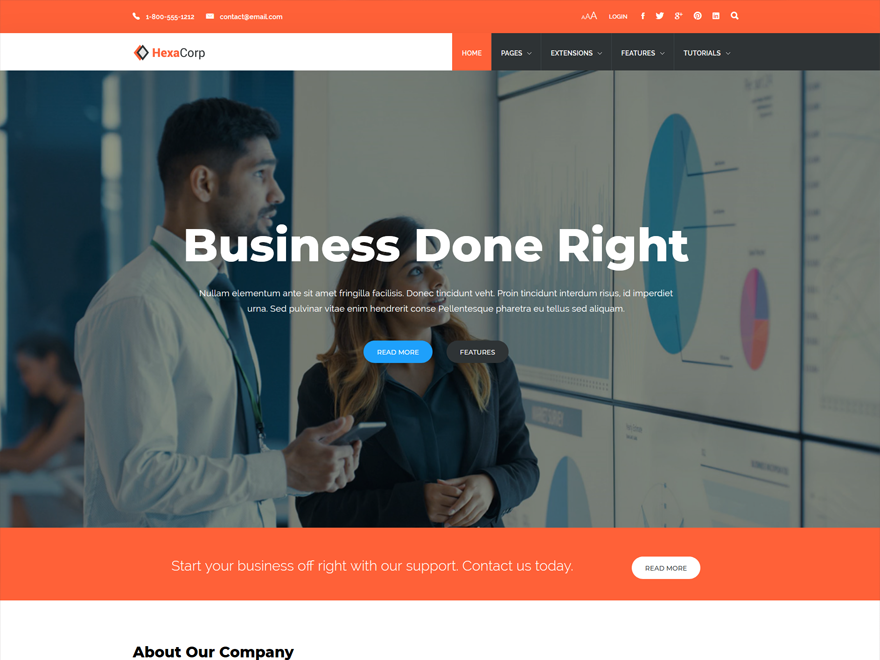 1-800-555-1212 contact@email.com AAA LOGIN
HexaCorp HOME PAGES EXTENSIONS FEATURES TUTORIALS
Business Done Right
Nullam elementum ante sit amet fringilla facilisis. Donec tincidunt veht. Proin tincidunt interdum risus, id imperdiet
urna. Sed pulvinar vitae enim hendrerit conse Pellentesque pharetra eu tellus sed aliquam.
READ MORE FEATURES
MARKET SURVEY
Start your business off right with our support. Contact us today. READ MORE
About Our Company